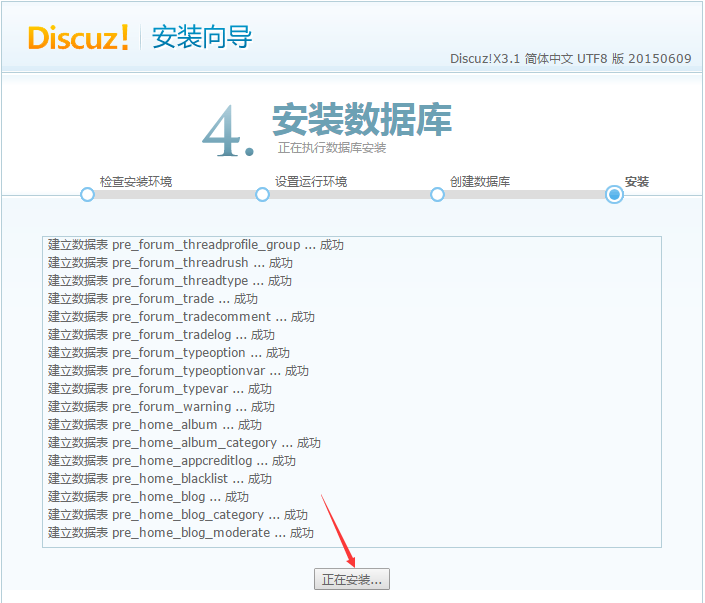 Discuz! 安装向导
Discuz!X3.1 简体中文 UTF8 版 20150609
4. 安装数据库
正在执行数据库安装
检查安装环境 设置运行环境 创建数据库 安装
建立数据表 pre_forum_threadprofile_group ... 成功
建立数据表 pre_forum_threadrush ... 成功
建立数据表 pre_forum_threadtype ... 成功
建立数据表 pre_forum_trade ... 成功
建立数据表 pre_forum_tradecomment ... 成功
建立数据表 pre_forum_tradelog ... 成功
建立数据表 pre_forum_typeoption ... 成功
建立数据表 pre_forum_typeoptionvar ... 成功
建立数据表 pre_forum_typevar ... 成功
建立数据表 pre_forum_warning ... 成功
建立数据表 pre_home_album ... 成功
建立数据表 pre_home_album_category ... 成功
建立数据表 pre_home_appcreditlog ... 成功
建立数据表 pre_home_blacklist ... 成功
建立数据表 pre_home_blog ... 成功
建立数据表 pre_home_blog_category ... 成功
建立数据表 pre_home_blog_moderate ... 成功
正在安装...